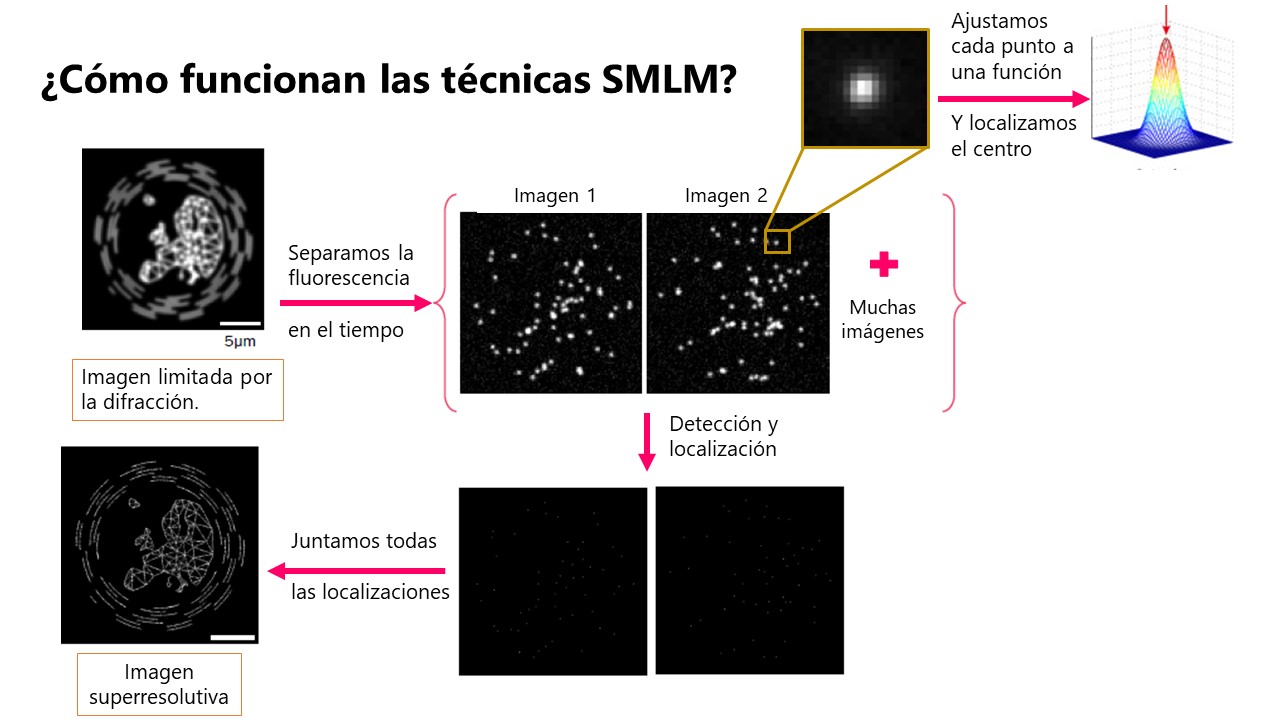 ¿Cómo funcionan las técnicas SMLM?
Ajustamos
cada punto a
una función
Y localizamos
el centro
5µm
Imagen limitada por
la difracción.
Separamos la
fluorescencia
en el tiempo
Imagen 1
Imagen 2
Muchas
imágenes
Detección y
localización
Juntamos todas
las localizaciones
Imagen
superresolutiva